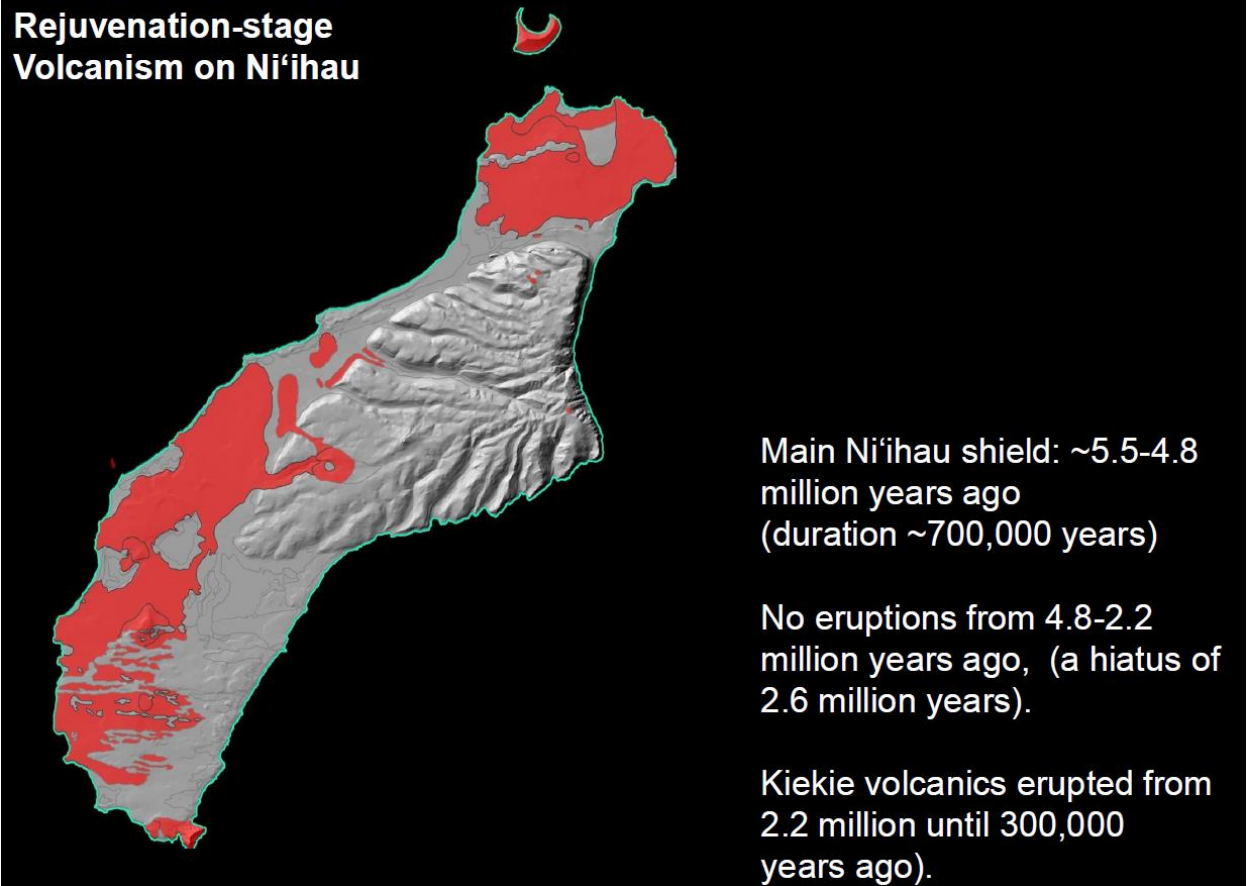 Rejuvenation-stage
Volcanism on Ni‘ihau
Main Ni‘ihau shield: ~5.5-4.8
million years ago
(duration ~700,000 years)
No eruptions from 4.8-2.2
million years ago,  (a hiatus of
2.6 million years).
Kiekie volcanics erupted from
2.2 million until 300,000
years ago).